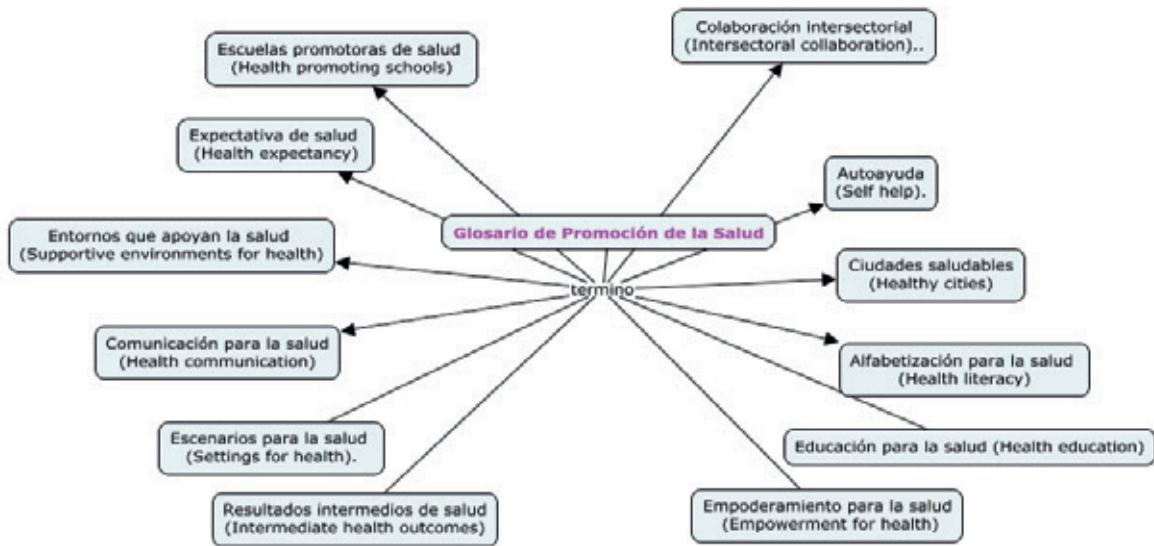 Colaboración intersectorial
(Intersectoral collaboration)..
Escuelas promotoras de salud
(Health promoting schools)
Expectativa de salud
(Health expectancy)
Autoayuda
(Self help).
Glosario de Promoción de la Salud
Entornos que apoyan la salud
(Supportive environments for health)
Ciudades saludables
(Healthy cities)
termino
Comunicación para la salud
(Health communication)
Alfabetización para la salud
(Health literacy)
Escenarios para la salud
(Settings for health).
Educación para la salud (Health education)
Resultados intermedios de salud
(Intermediate health outcomes)
Empoderamiento para la salud
(Empowerment for health)